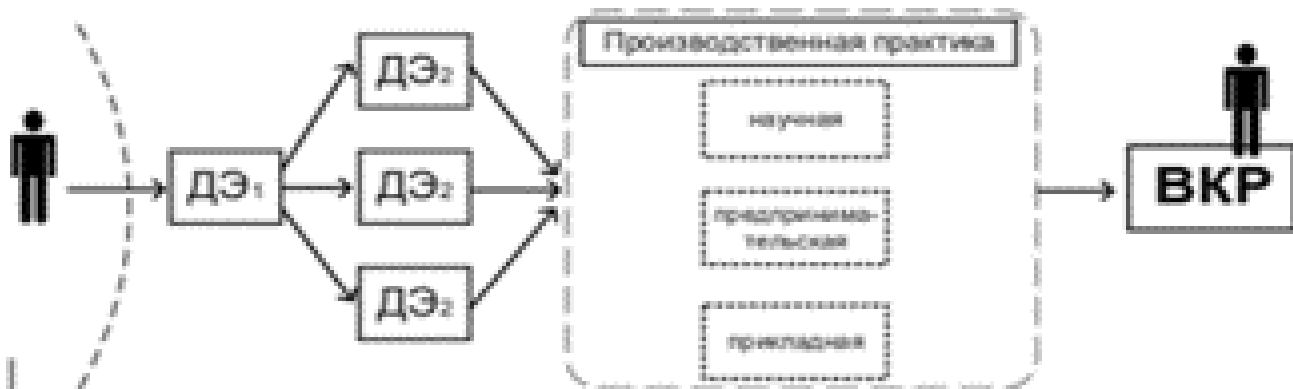 ДЭ₂
Производственная практика
научная
ДЭ₁
ДЭ₂
предпринима-
тельская
ДЭ₂
прикладная
ВКР